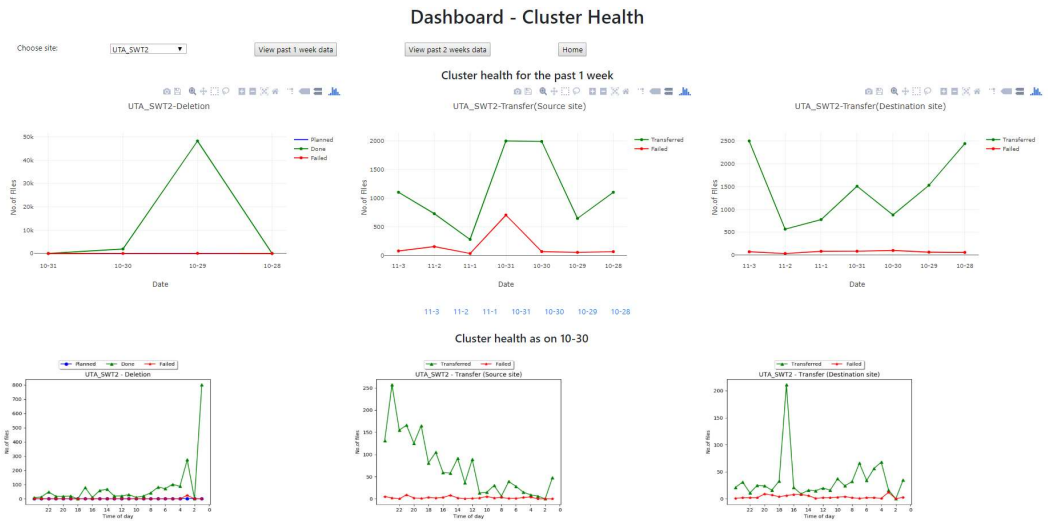 Dashboard - Cluster Health
Choose site: UTA_SWT2 View past 1 week data View past 2 weeks data Home
Cluster health for the past 1 week
UTA_SWT2-Deletion
50k
40k
30k
20k
10k
0
No.of Files
10-31 10-30 10-29 10-28
Date
Planned
Done
Failed
UTA_SWT2-Transfer(Source site)
2000
1500
1000
500
0
No.of Files
11-3 11-2 11-1 10-31 10-30 10-29 10-28
Date
Transferred
Failed
UTA_SWT2-Transfer(Destination site)
2500
2000
1500
1000
500
0
No.of Files
11-3 11-2 11-1 10-31 10-30 10-29 10-28
Date
Transferred
Failed
11-3 11-2 11-1 10-31 10-30 10-29 10-28
Cluster health as on 10-30
Planned Done Failed
UTA_SWT2 - Deletion
800
700
600
500
400
300
200
100
0
No.of files
22 20 18 16 14 12 10 8 6 4 2 0
Time of day
Transferred Failed
UTA_SWT2 - Transfer (Source site)
250
200
150
100
50
0
No.of files
22 20 18 16 14 12 10 8 6 4 2 0
Time of day
Transferred Failed
UTA_SWT2 - Transfer (Destination site)
200
150
100
50
0
No.of files
22 20 18 16 14 12 10 8 6 4 2 0
Time of day